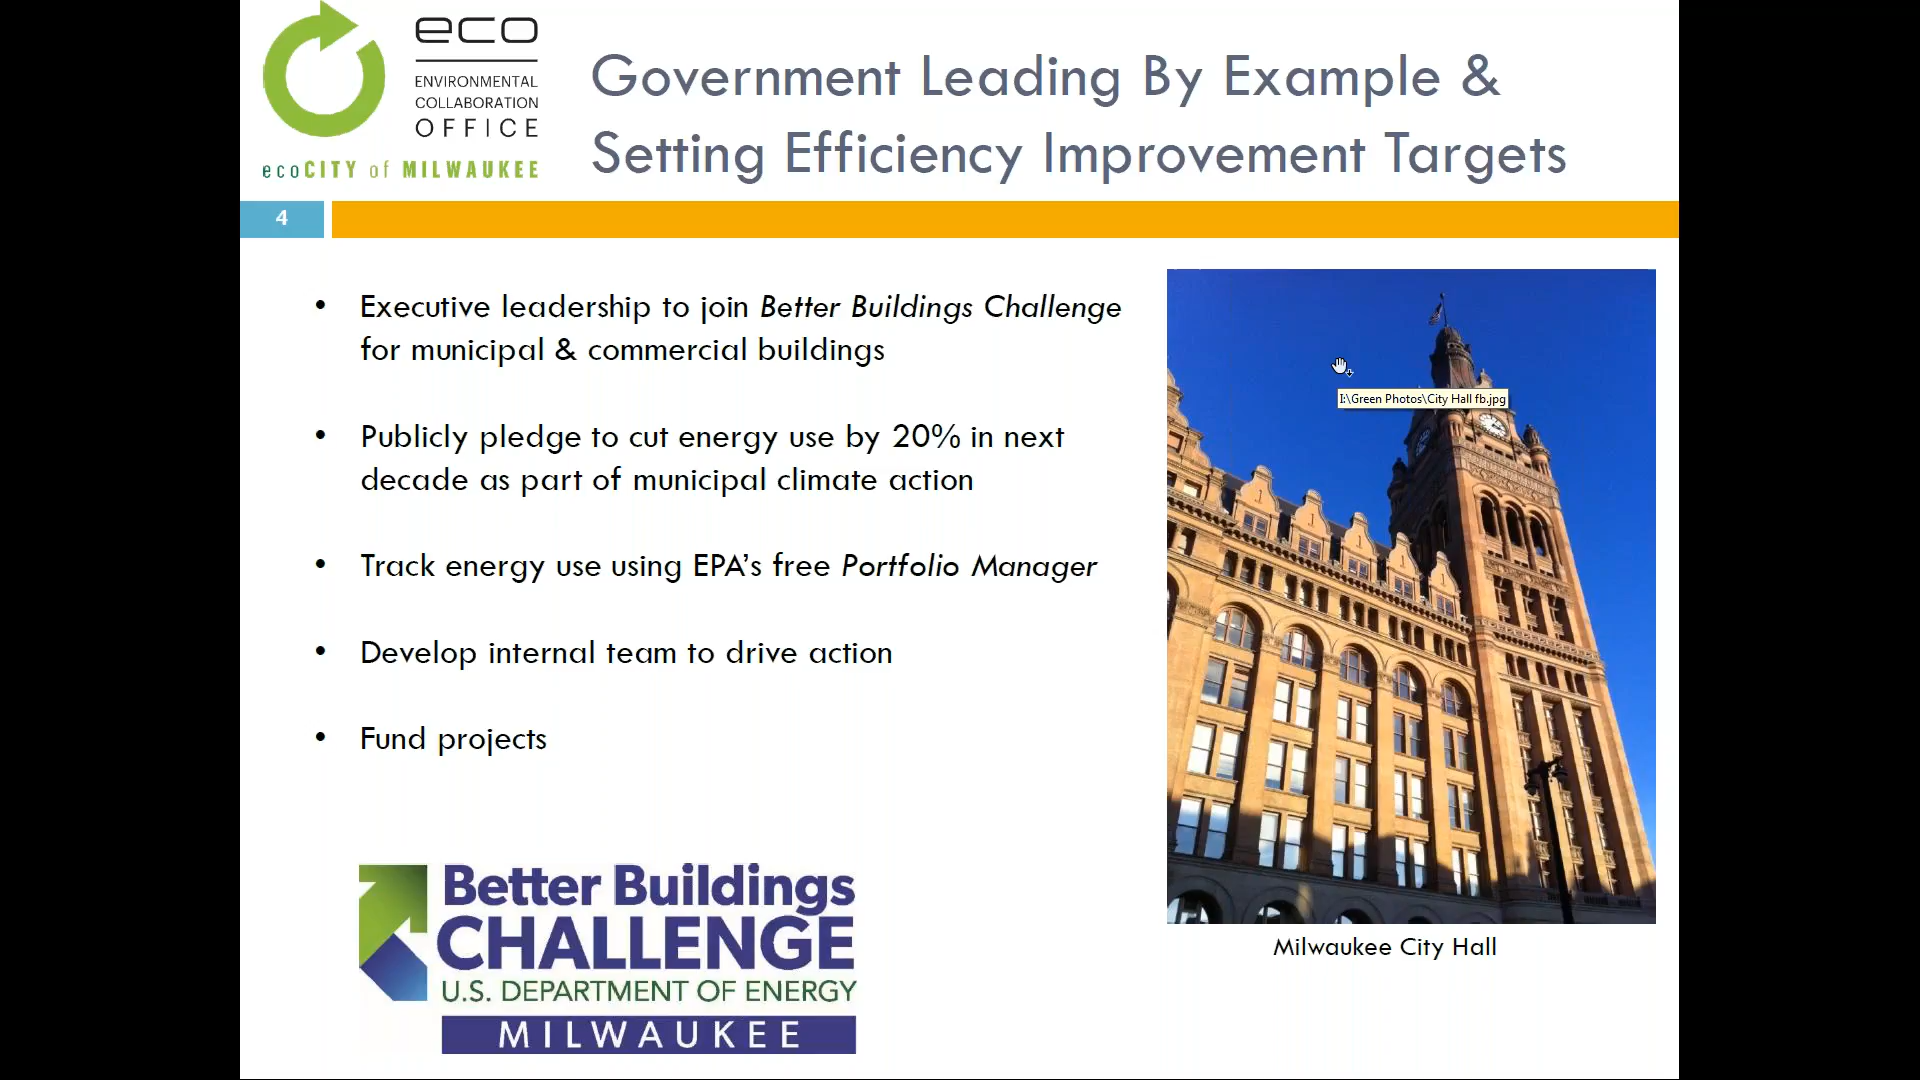 eco
ENVIRONMENTAL
COLLABORATION
OFFICE
ecoCITY of MILWAUKEE
Government Leading By Example &
Setting Efficiency Improvement Targets
4
• Executive leadership to join Better Buildings Challenge
for municipal & commercial buildings
• Publicly pledge to cut energy use by 20% in next
decade as part of municipal climate action
• Track energy use using EPA’s free Portfolio Manager
• Develop internal team to drive action
• Fund projects
I:\Green Photos\City Hall fb.jpg
Milwaukee City Hall
Better Buildings
CHALLENGE
U.S. DEPARTMENT OF ENERGY
MILWAUKEE